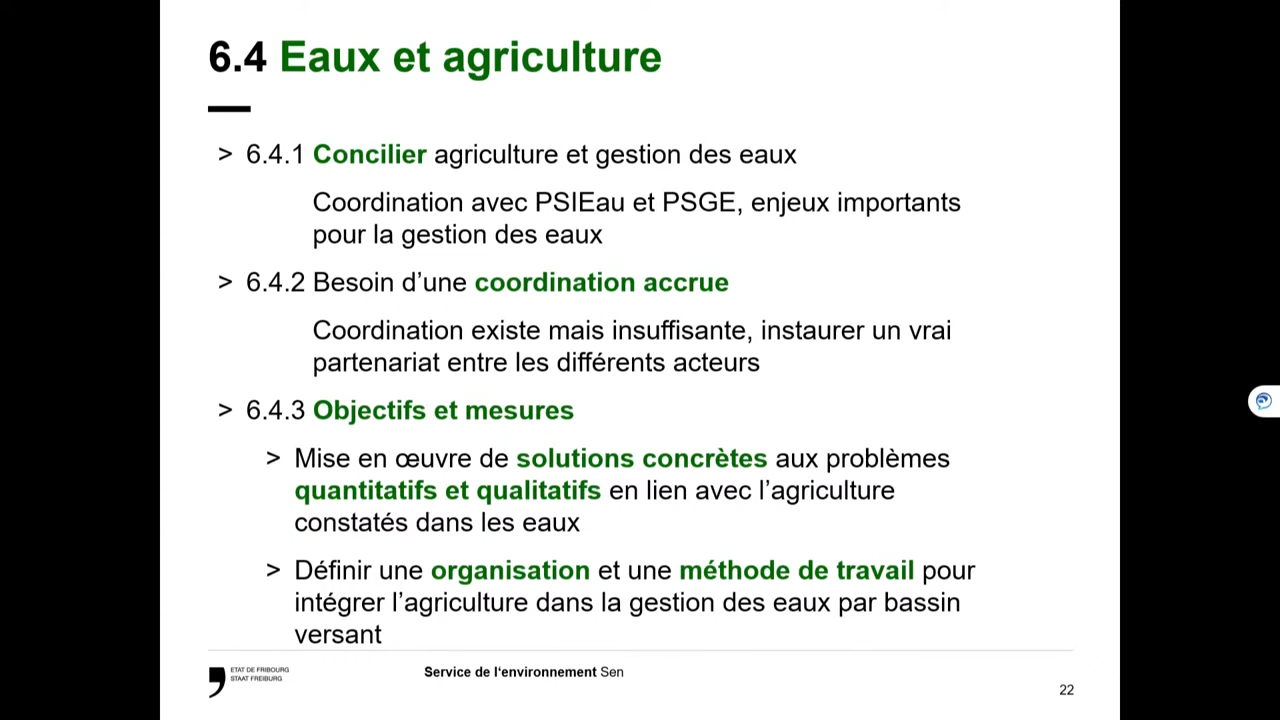 6.4 Eaux et agriculture
> 6.4.1 Concilier agriculture et gestion des eaux
Coordination avec PSIEau et PSGE, enjeux importants
pour la gestion des eaux
> 6.4.2 Besoin d’une coordination accrue
Coordination existe mais insuffisante, instaurer un vrai
partenariat entre les différents acteurs
> 6.4.3 Objectifs et mesures
> Mise en œuvre de solutions concrètes aux problèmes
quantitatifs et qualitatifs en lien avec l’agriculture
constatés dans les eaux
> Définir une organisation et une méthode de travail pour
intégrer l’agriculture dans la gestion des eaux par bassin
versant
ETAT DE FRIBOURG
STAAT FREIBURG
Service de l‘environnement Sen
22